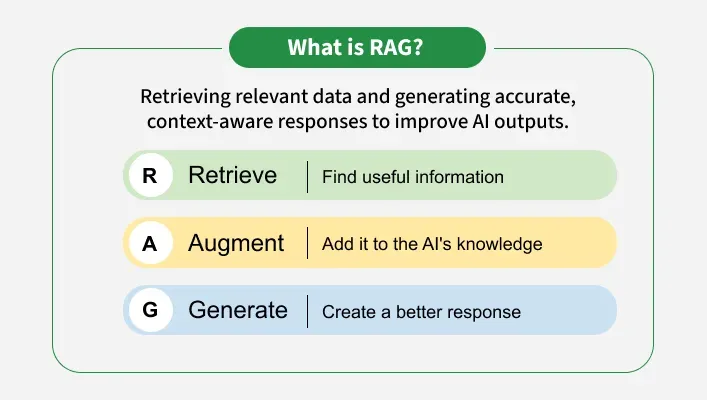 What is RAG?
Retrieving relevant data and generating accurate,
context-aware responses to improve AI outputs.
R Retrieve Find useful information
A Augment Add it to the AI's knowledge
G Generate Create a better response